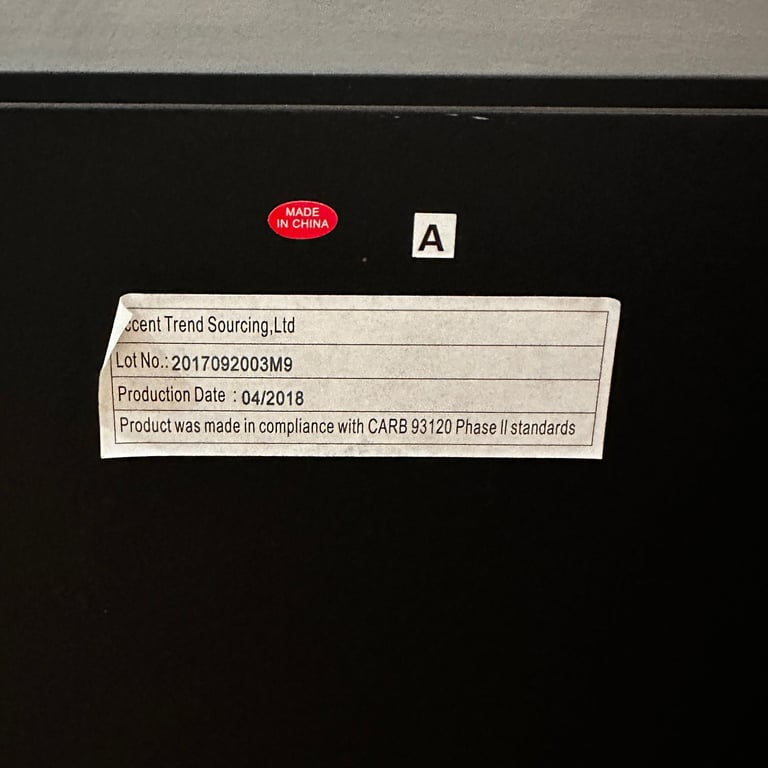 MADE
IN CHINA
A
ccent Trend Sourcing,Ltd
Lot No.: 2017092003M9
Production Date : 04/2018
Product was made in compliance with CARB 93120 Phase II standards